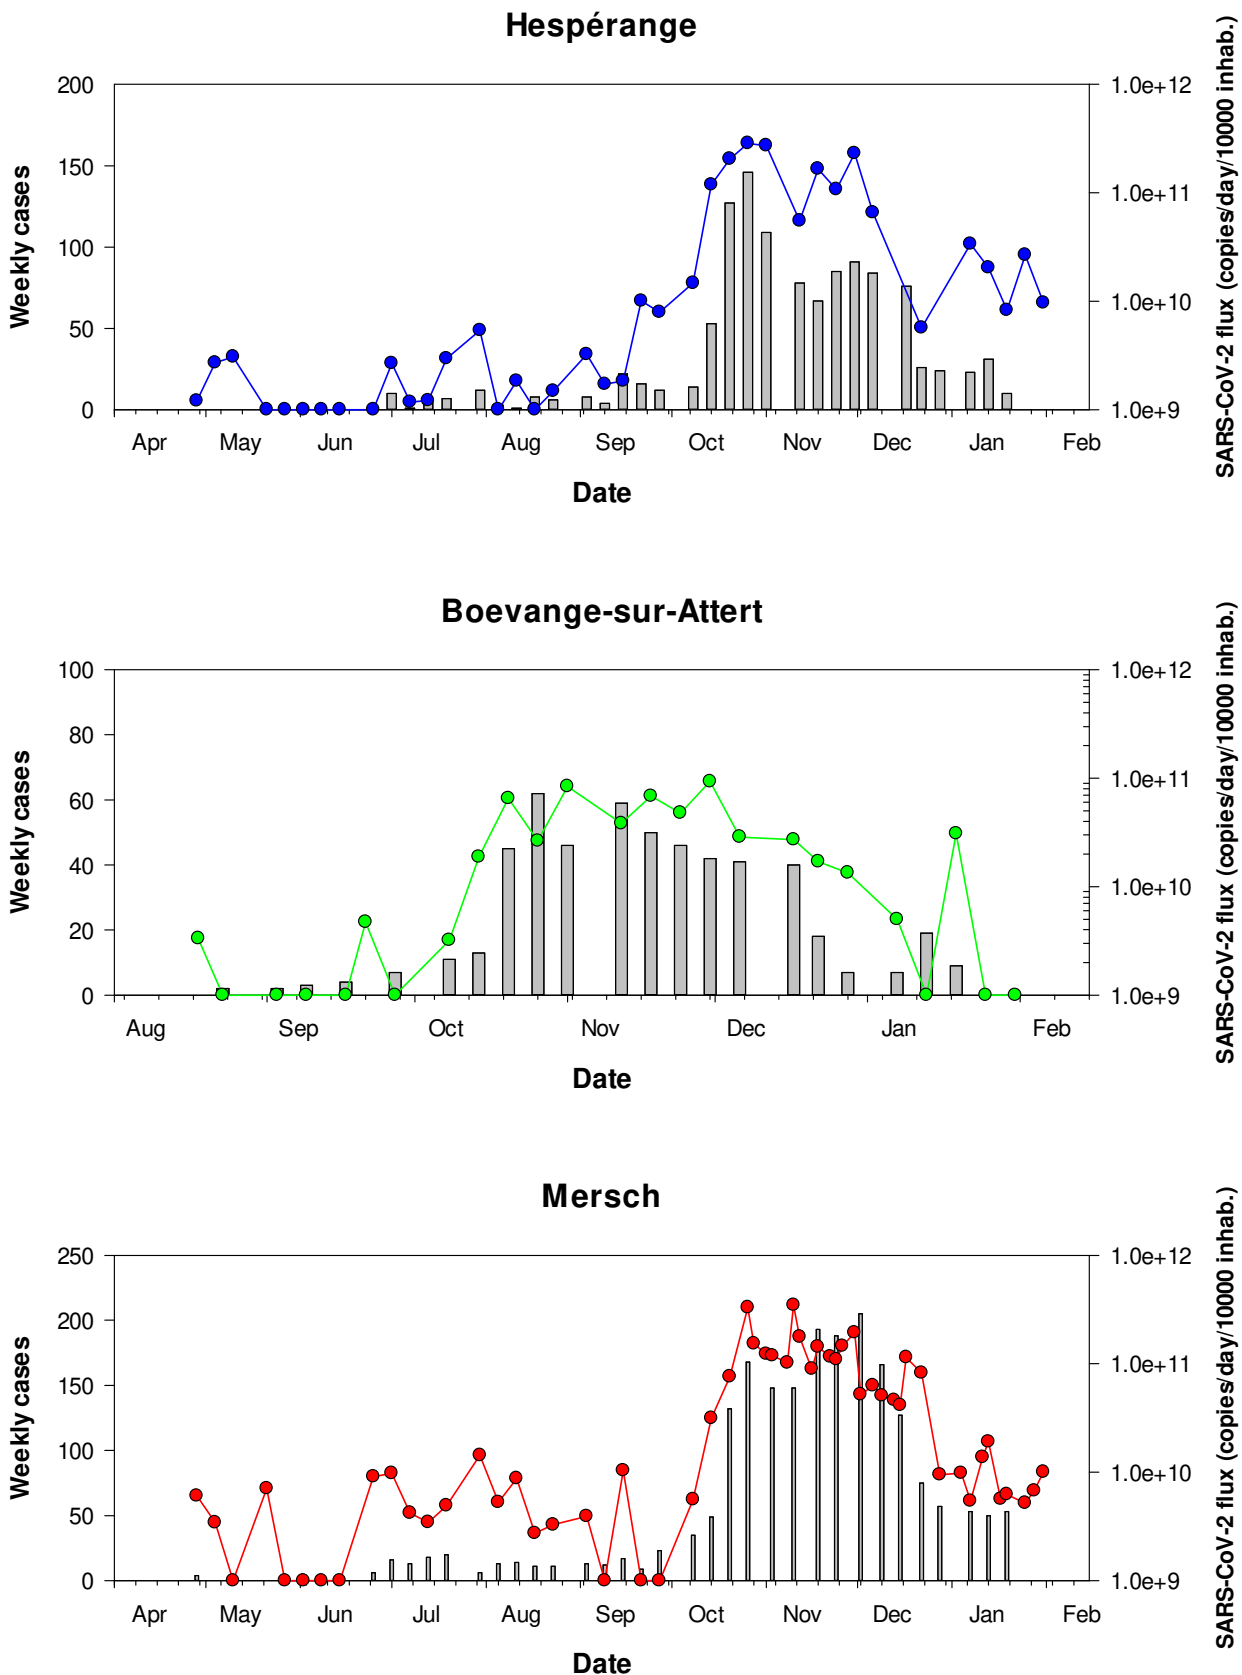 Hespérange
200
150
100
50
0
Weekly cases
1.0e+12
1.0e+11
1.0e+10
1.0e+9
SARS-CoV-2 flux (copies/day/10000 inhab.)
Apr May Jun Jul Aug Sep Oct Nov Dec Jan Feb
Date
Boevange-sur-Attert
100
80
60
40
20
0
Weekly cases
1.0e+12
1.0e+11
1.0e+10
1.0e+9
SARS-CoV-2 flux (copies/day/10000 inhab.)
Aug Sep Oct Nov Dec Jan Feb
Date
Mersch
250
200
150
100
50
0
Weekly cases
1.0e+12
1.0e+11
1.0e+10
1.0e+9
SARS-CoV-2 flux (copies/day/10000 inhab.)
Apr May Jun Jul Aug Sep Oct Nov Dec Jan Feb
Date